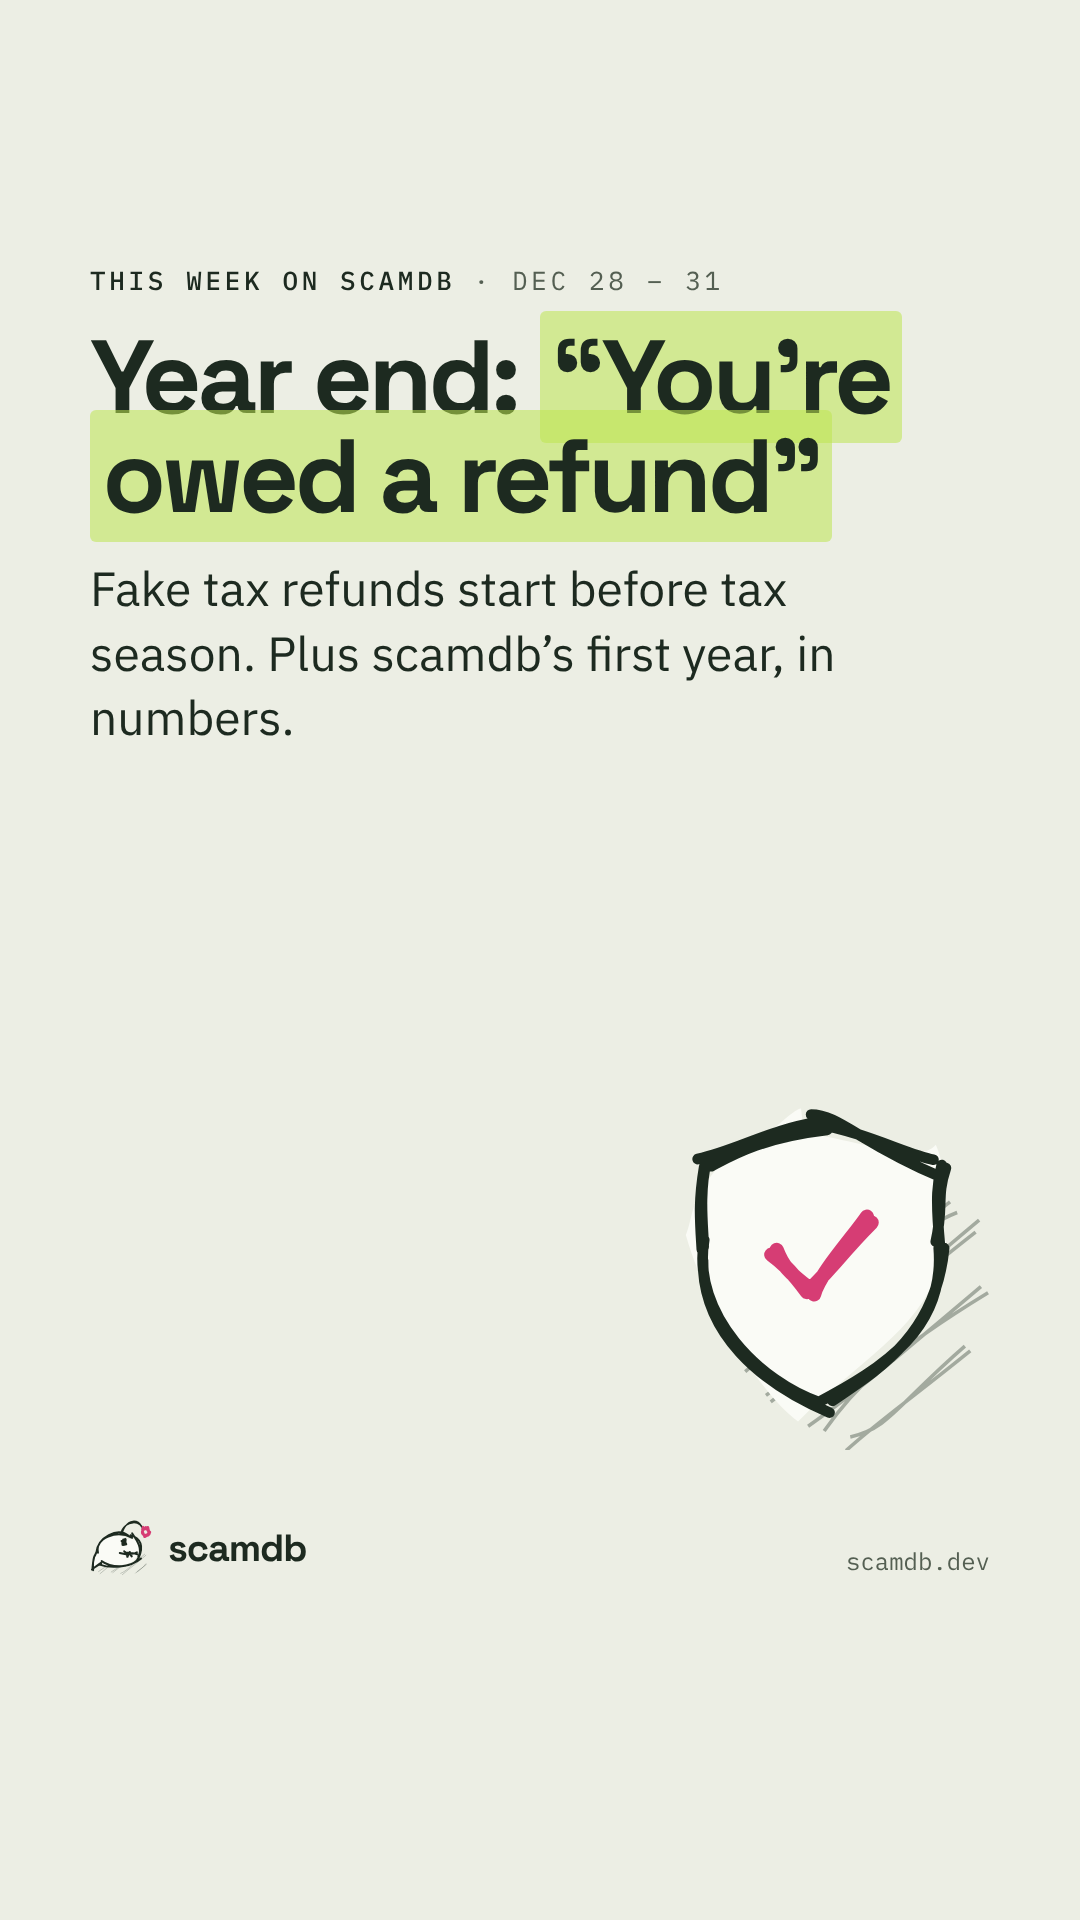 THIS WEEK ON SCAMDB · DEC 28 – 31
Year end: “You’re
owed a refund”
Fake tax refunds start before tax
season. Plus scamdb’s first year, in
numbers.
scamdb
scamdb.dev